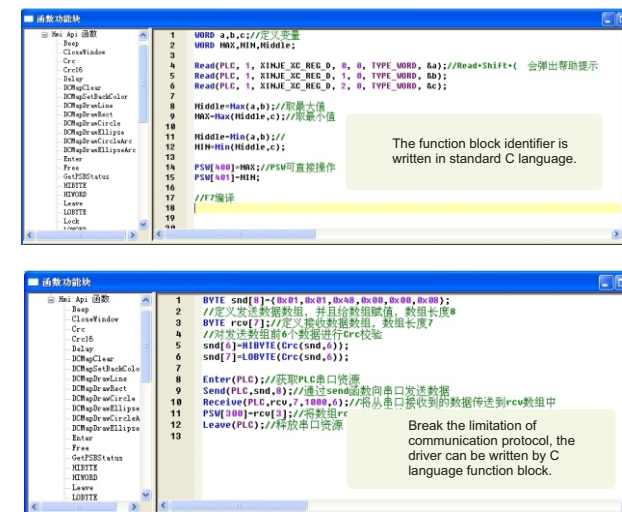 函数功能块
Hmi Api 函数
Beep
CloseWindow
Crc
Crc16
Delay
DCMapClear
DCMapSetBackColor
DCMapDrawLine
DCMapDrawRect
DCMapDrawCircle
DCMapDrawEllipse
DCMapDrawCircleArc
DCMapDrawEllipseArc
Enter
Free
GetPSBStatus
HIBYTE
HIWORD
Leave
LOBYTE
Lock
LOWORD
1 WORD a,b,c;//定义变量
2 WORD MAX,MIN,Middle;
3
4 Read(PLC, 1, XINJE_XC_REG_D, 0, 0, TYPE_WORD, &a);//Read+Shift+( 会弹出帮助提示
5 Read(PLC, 1, XINJE_XC_REG_D, 1, 0, TYPE_WORD, &b);
6 Read(PLC, 1, XINJE_XC_REG_D, 2, 0, TYPE_WORD, &c);
7
8 Middle=Max(a,b);//取最大值
9 MAX=Max(Middle,c);//取最小值
10
11 Middle=Min(a,b);//
12 MIN=Min(Middle,c);
13
14 PSW[400]=MAX;//PSW可直接操作
15 PSW[401]=MIN;
16
17 //F7编译
18
19
20
The function block identifier is
written in standard C language.
函数功能块
Hmi Api 函数
Beep
CloseWindow
Crc
Crc16
Delay
DCMapClear
DCMapSetBackColo
DCMapDrawLine
DCMapDrawRect
DCMapDrawCircle
DCMapDrawEllipse
DCMapDrawCircleA
DCMapDrawEllipse
Enter
Free
GetPSBStatus
HIBYTE
HIWORD
Leave
LOBYTE
1 BYTE snd[8]={0x01,0x01,0x48,0x00,0x00,0x08};
2 //定义发送数据数组，并且给数组赋值，数组长度8
3 BYTE rcv[7];//定义接收数据数组，数组长度7
4 //对发送数组前6个数据进行Crc校验
5 snd[6]=HIBYTE(Crc(snd,6));
6 snd[7]=LOBYTE(Crc(snd,6));
7
8 Enter(PLC);//获取PLC串口资源
9 Send(PLC,snd,8);//通过send函数向串口发送数据
10 Receive(PLC,rcv,7,1000,6);//将从串口接收到的数据传送到rcv数组中
11 PSW[300]=rcv[3];//将数组rc
12 Leave(PLC);//释放串口资源
13
Break the limitation of
communication protocol, the
driver can be written by C
language function block.